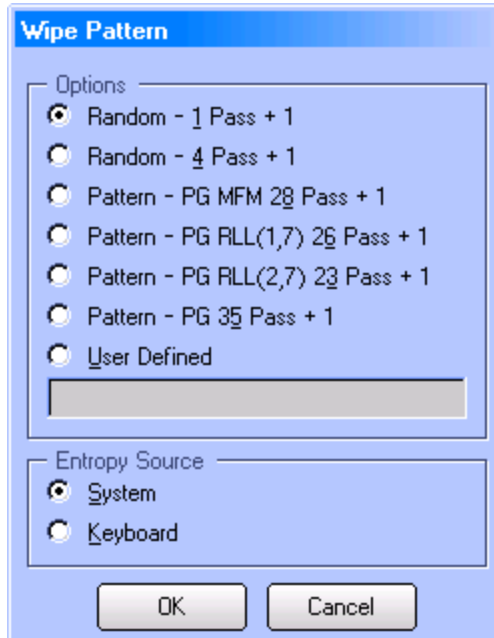 Wipe Pattern
Options
Random - 1 Pass + 1
Random - 4 Pass + 1
Pattern - PG MFM 28 Pass + 1
Pattern - PG RLL(1,7) 26 Pass + 1
Pattern - PG RLL(2,7) 23 Pass + 1
Pattern - PG 35 Pass + 1
User Defined
Entropy Source
System
Keyboard
OK Cancel